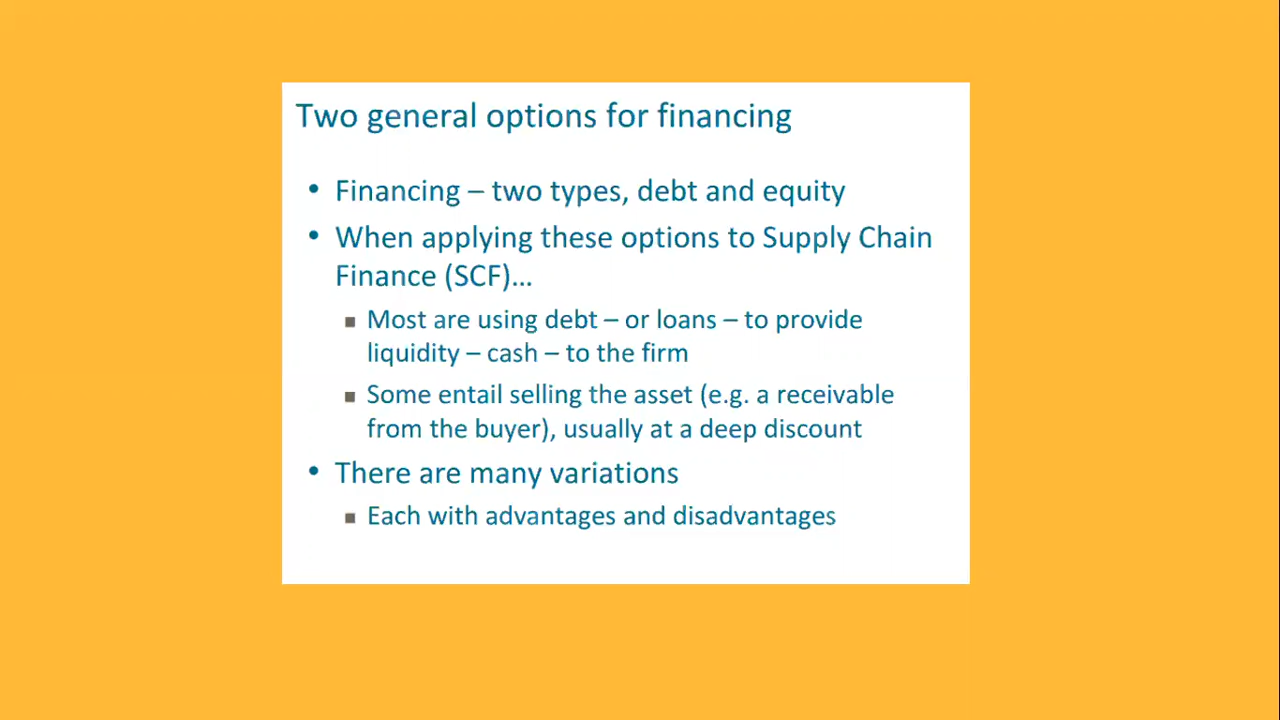 Two general options for financing
• Financing – two types, debt and equity
• When applying these options to Supply Chain
Finance (SCF)...
▪ Most are using debt – or loans – to provide
liquidity – cash – to the firm
▪ Some entail selling the asset (e.g. a receivable
from the buyer), usually at a deep discount
• There are many variations
▪ Each with advantages and disadvantages